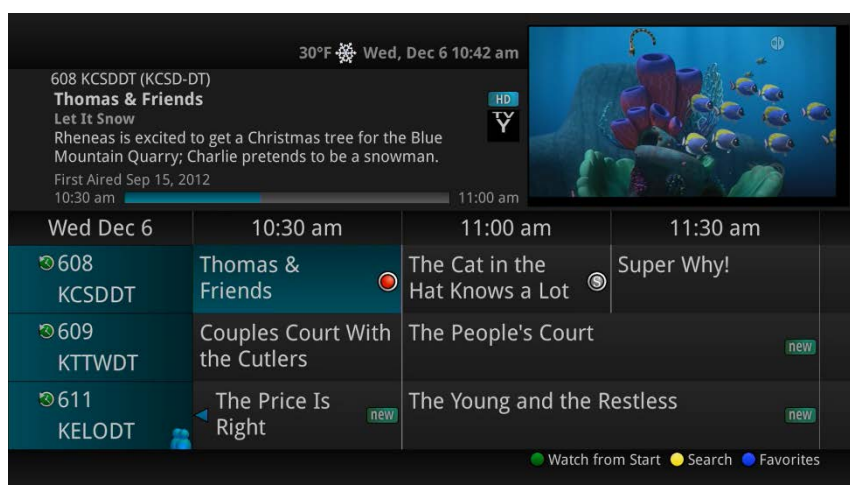 30°F Wed, Dec 6 10:42 am
608 KCSDDT (KCSD-DT)
Thomas & Friends
HD
Let It Snow
TV Y
Rheneas is excited to get a Christmas tree for the Blue
Mountain Quarry; Charlie pretends to be a snowman.
First Aired Sep 15, 2012
10:30 am 11:00 am
Wed Dec 6 10:30 am 11:00 am 11:30 am
608 Thomas & The Cat in the Super Why!
KCSDDT Friends Hat Knows a Lot S
609 Couples Court With The People's Court
KTTWDT the Cutlers new
611 The Price Is The Young and the Restless
KELODT Right new new
Watch from Start Search Favorites